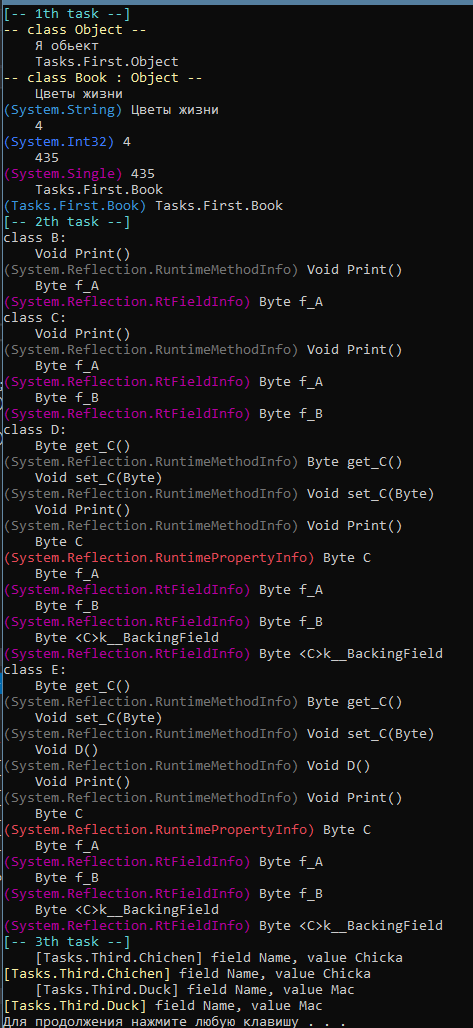 [-- 1th task --]
-- class Object --
    Я обьект
    Tasks.First.Object
-- class Book : Object --
    Цветы жизни
(System.String) Цветы жизни
    4
(System.Int32) 4
    435
(System.Single) 435
    Tasks.First.Book
(Tasks.First.Book) Tasks.First.Book
[-- 2th task --]
class B:
    Void Print()
(System.Reflection.RuntimeMethodInfo) Void Print()
    Byte f_A
(System.Reflection.RtFieldInfo) Byte f_A
class C:
    Void Print()
(System.Reflection.RuntimeMethodInfo) Void Print()
    Byte f_A
(System.Reflection.RtFieldInfo) Byte f_A
    Byte f_B
(System.Reflection.RtFieldInfo) Byte f_B
class D:
    Byte get_C()
(System.Reflection.RuntimeMethodInfo) Byte get_C()
    Void set_C(Byte)
(System.Reflection.RuntimeMethodInfo) Void set_C(Byte)
    Void Print()
(System.Reflection.RuntimeMethodInfo) Void Print()
    Byte C
(System.Reflection.RuntimePropertyInfo) Byte C
    Byte f_A
(System.Reflection.RtFieldInfo) Byte f_A
    Byte f_B
(System.Reflection.RtFieldInfo) Byte f_B
    Byte <C>k__BackingField
(System.Reflection.RtFieldInfo) Byte <C>k__BackingField
class E:
    Byte get_C()
(System.Reflection.RuntimeMethodInfo) Byte get_C()
    Void set_C(Byte)
(System.Reflection.RuntimeMethodInfo) Void set_C(Byte)
    Void D()
(System.Reflection.RuntimeMethodInfo) Void D()
    Void Print()
(System.Reflection.RuntimeMethodInfo) Void Print()
    Byte C
(System.Reflection.RuntimePropertyInfo) Byte C
    Byte f_A
(System.Reflection.RtFieldInfo) Byte f_A
    Byte f_B
(System.Reflection.RtFieldInfo) Byte f_B
    Byte <C>k__BackingField
(System.Reflection.RtFieldInfo) Byte <C>k__BackingField
[-- 3th task --]
    [Tasks.Third.Chichen] field Name, value Chicka
[Tasks.Third.Chichen] field Name, value Chicka
    [Tasks.Third.Duck] field Name, value Mac
[Tasks.Third.Duck] field Name, value Mac
Для продолжения нажмите любую клавишу . . .